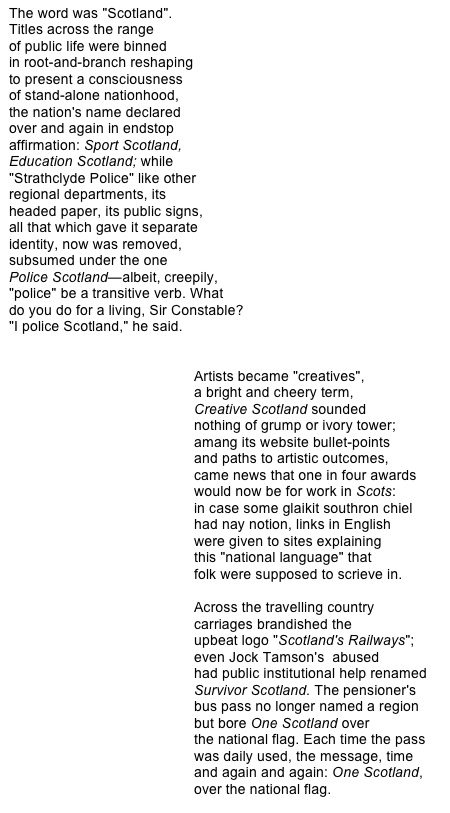 The word was "Scotland".
Titles across the range
of public life were binned
in root-and-branch reshaping
to present a consciousness
of stand-alone nationhood,
the nation's name declared
over and again in endstop
affirmation: Sport Scotland,
Education Scotland; while
"Strathclyde Police" like other
regional departments, its
headed paper, its public signs,
all that which gave it separate
identity, now was removed,
subsumed under the one
Police Scotland—albeit, creepily,
"police" be a transitive verb. What
do you do for a living, Sir Constable?
"I police Scotland," he said.
Artists became "creatives",
a bright and cheery term,
Creative Scotland sounded
nothing of grump or ivory tower;
amang its website bullet-points
and paths to artistic outcomes,
came news that one in four awards
would now be for work in Scots:
in case some glaikit southron chiel
had nay notion, links in English
were given to sites explaining
this "national language" that
folk were supposed to scrieve in.
Across the travelling country
carriages brandished the
upbeat logo "Scotland's Railways";
even Jock Tamson's  abused
had public institutional help renamed
Survivor Scotland. The pensioner's
bus pass no longer named a region
but bore One Scotland over
the national flag. Each time the pass
was daily used, the message, time
and again and again: One Scotland,
over the national flag.